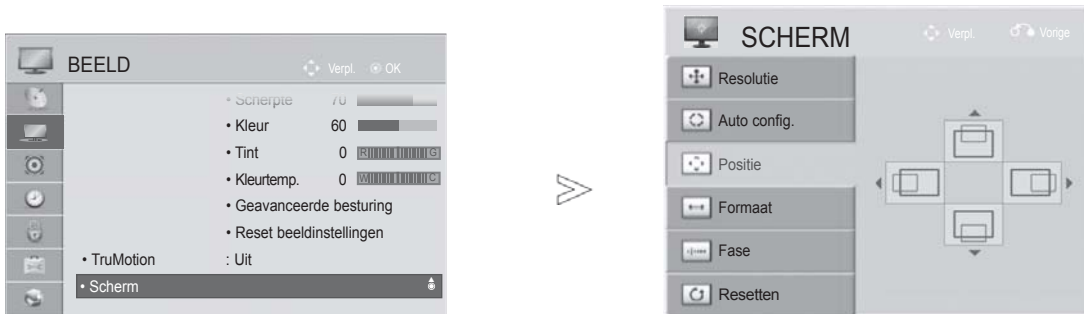 BEELD
Verpl. OK
• Scherpte 70
• Kleur 60
• Tint 0 R G
• Kleurtemp. 0 W C
• Geavanceerde besturing
• Reset beeldinstellingen
• TruMotion : Uit
• Scherm
SCHERM
Verpl. Vorige
Resolutie
Auto config.
Positie
Formaat
Fase
Resetten